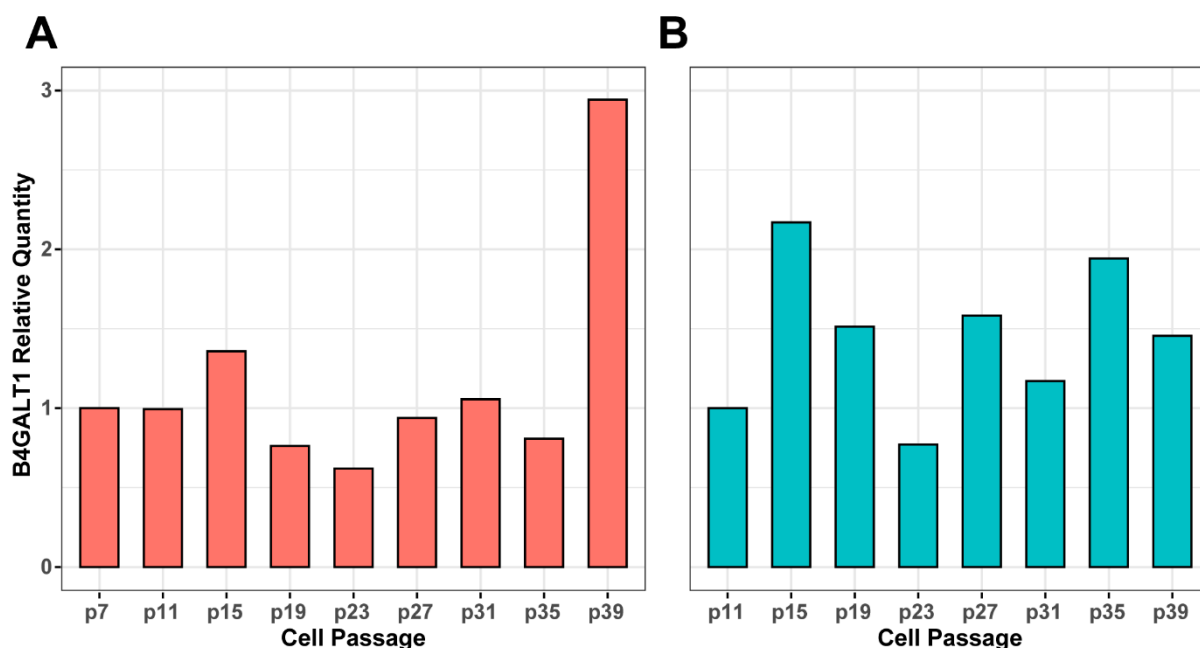 A
B
B4GALT1 Relative Quantity
3
2
1
0
p7 p11 p15 p19 p23 p27 p31 p35 p39
Cell Passage
p11 p15 p19 p23 p27 p31 p35 p39
Cell Passage